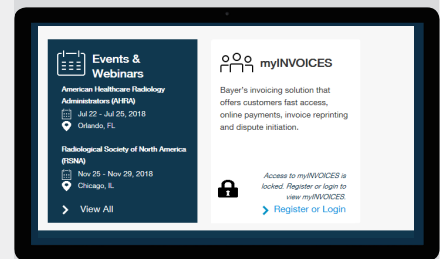 Events &
Webinars
American Healthcare Radiology
Administrators (AHRA)
Jul 22 - Jul 25, 2018
Orlando, FL
Radiological Society of North America
(RSNA)
Nov 25 - Nov 29, 2018
Chicago, IL
View All
myINVOICES
Bayer's invoicing solution that
offers customers fast access,
online payments, invoice reprinting
and dispute initiation.
Access to myINVOICES is
locked. Register or login to
view myINVOICES.
Register or Login